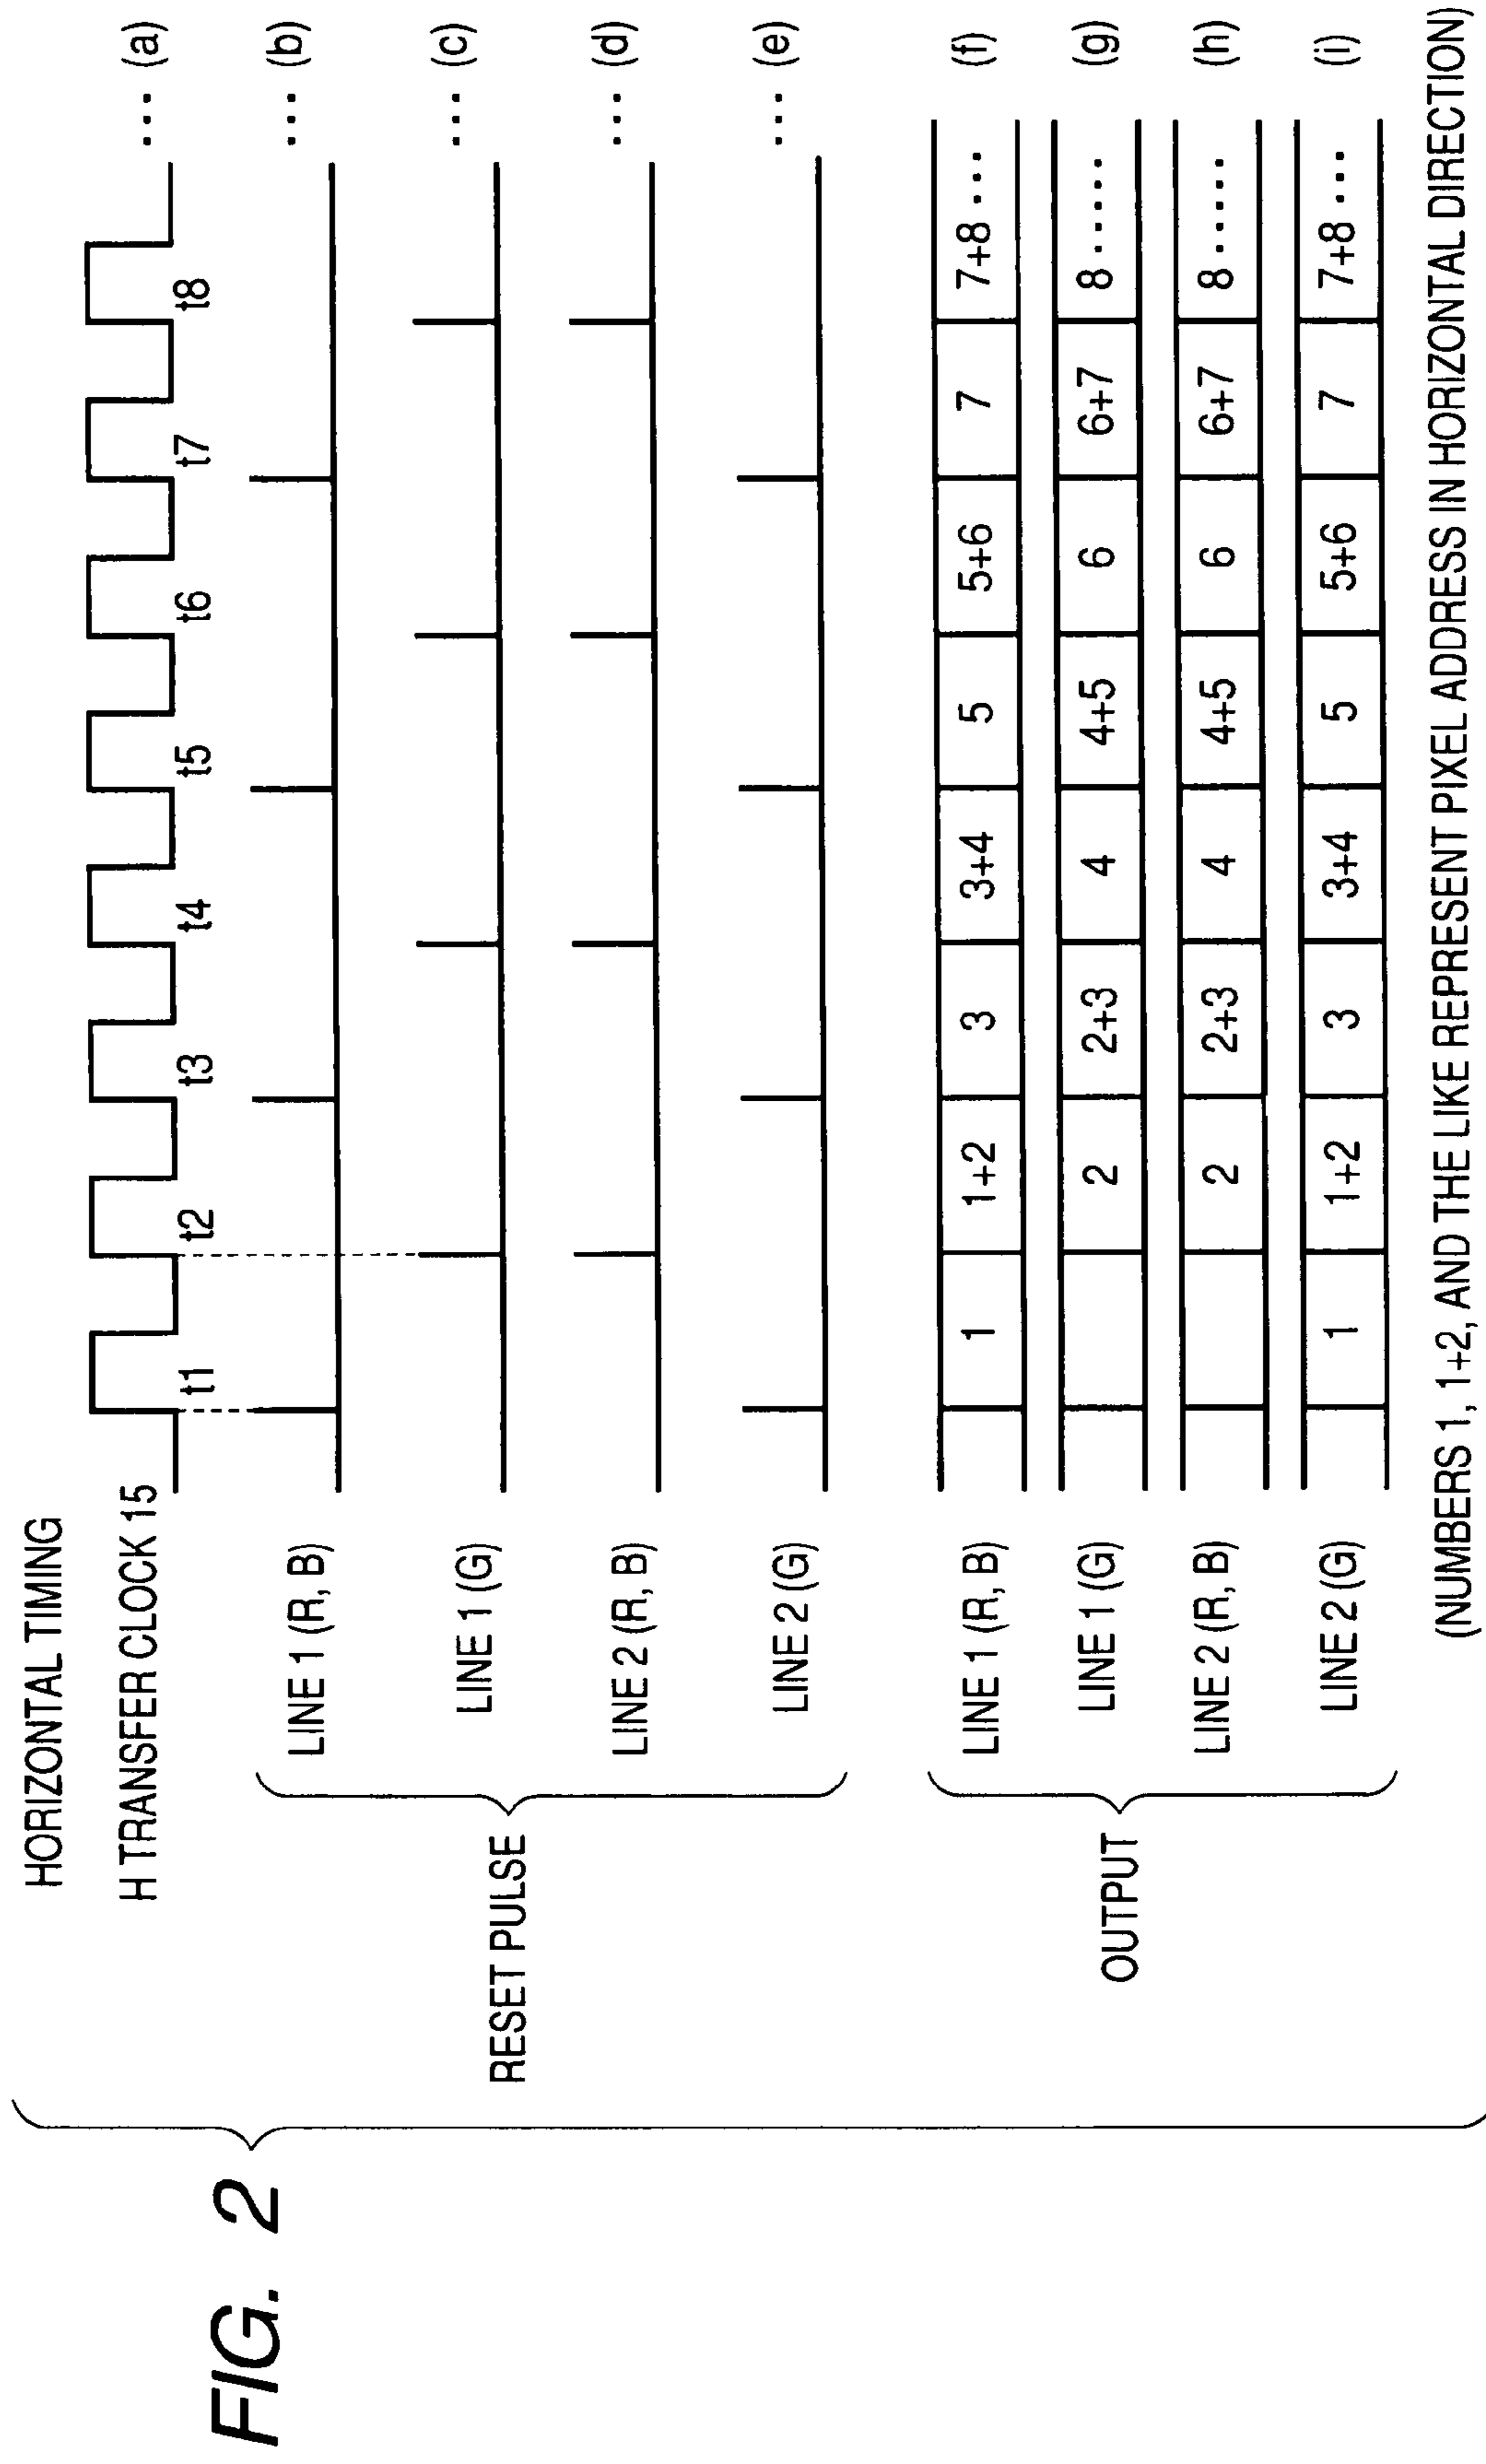 FIG. 2
HORIZONTAL TIMING
H TRANSFER CLOCK 15 ... (a)
t1 t2 t3 t4 t5 t6 t7 t8
RESET PULSE
LINE 1 (R, B) ... (b)
LINE 1 (G) ... (c)
LINE 2 (R, B) ... (d)
LINE 2 (G) ... (e)
OUTPUT
LINE 1 (R, B) 1 1+2 3 3+4 5 5+6 7 7+8 ... (f)
LINE 1 (G) 2 2+3 4 4+5 6 6+7 8 ..... (g)
LINE 2 (R, B) 2 2+3 4 4+5 6 6+7 8 ..... (h)
LINE 2 (G) 1 1+2 3 3+4 5 5+6 7 7+8 ... (i)
(NUMBERS 1, 1+2, AND THE LIKE REPRESENT PIXEL ADDRESS IN HORIZONTAL DIRECTION)